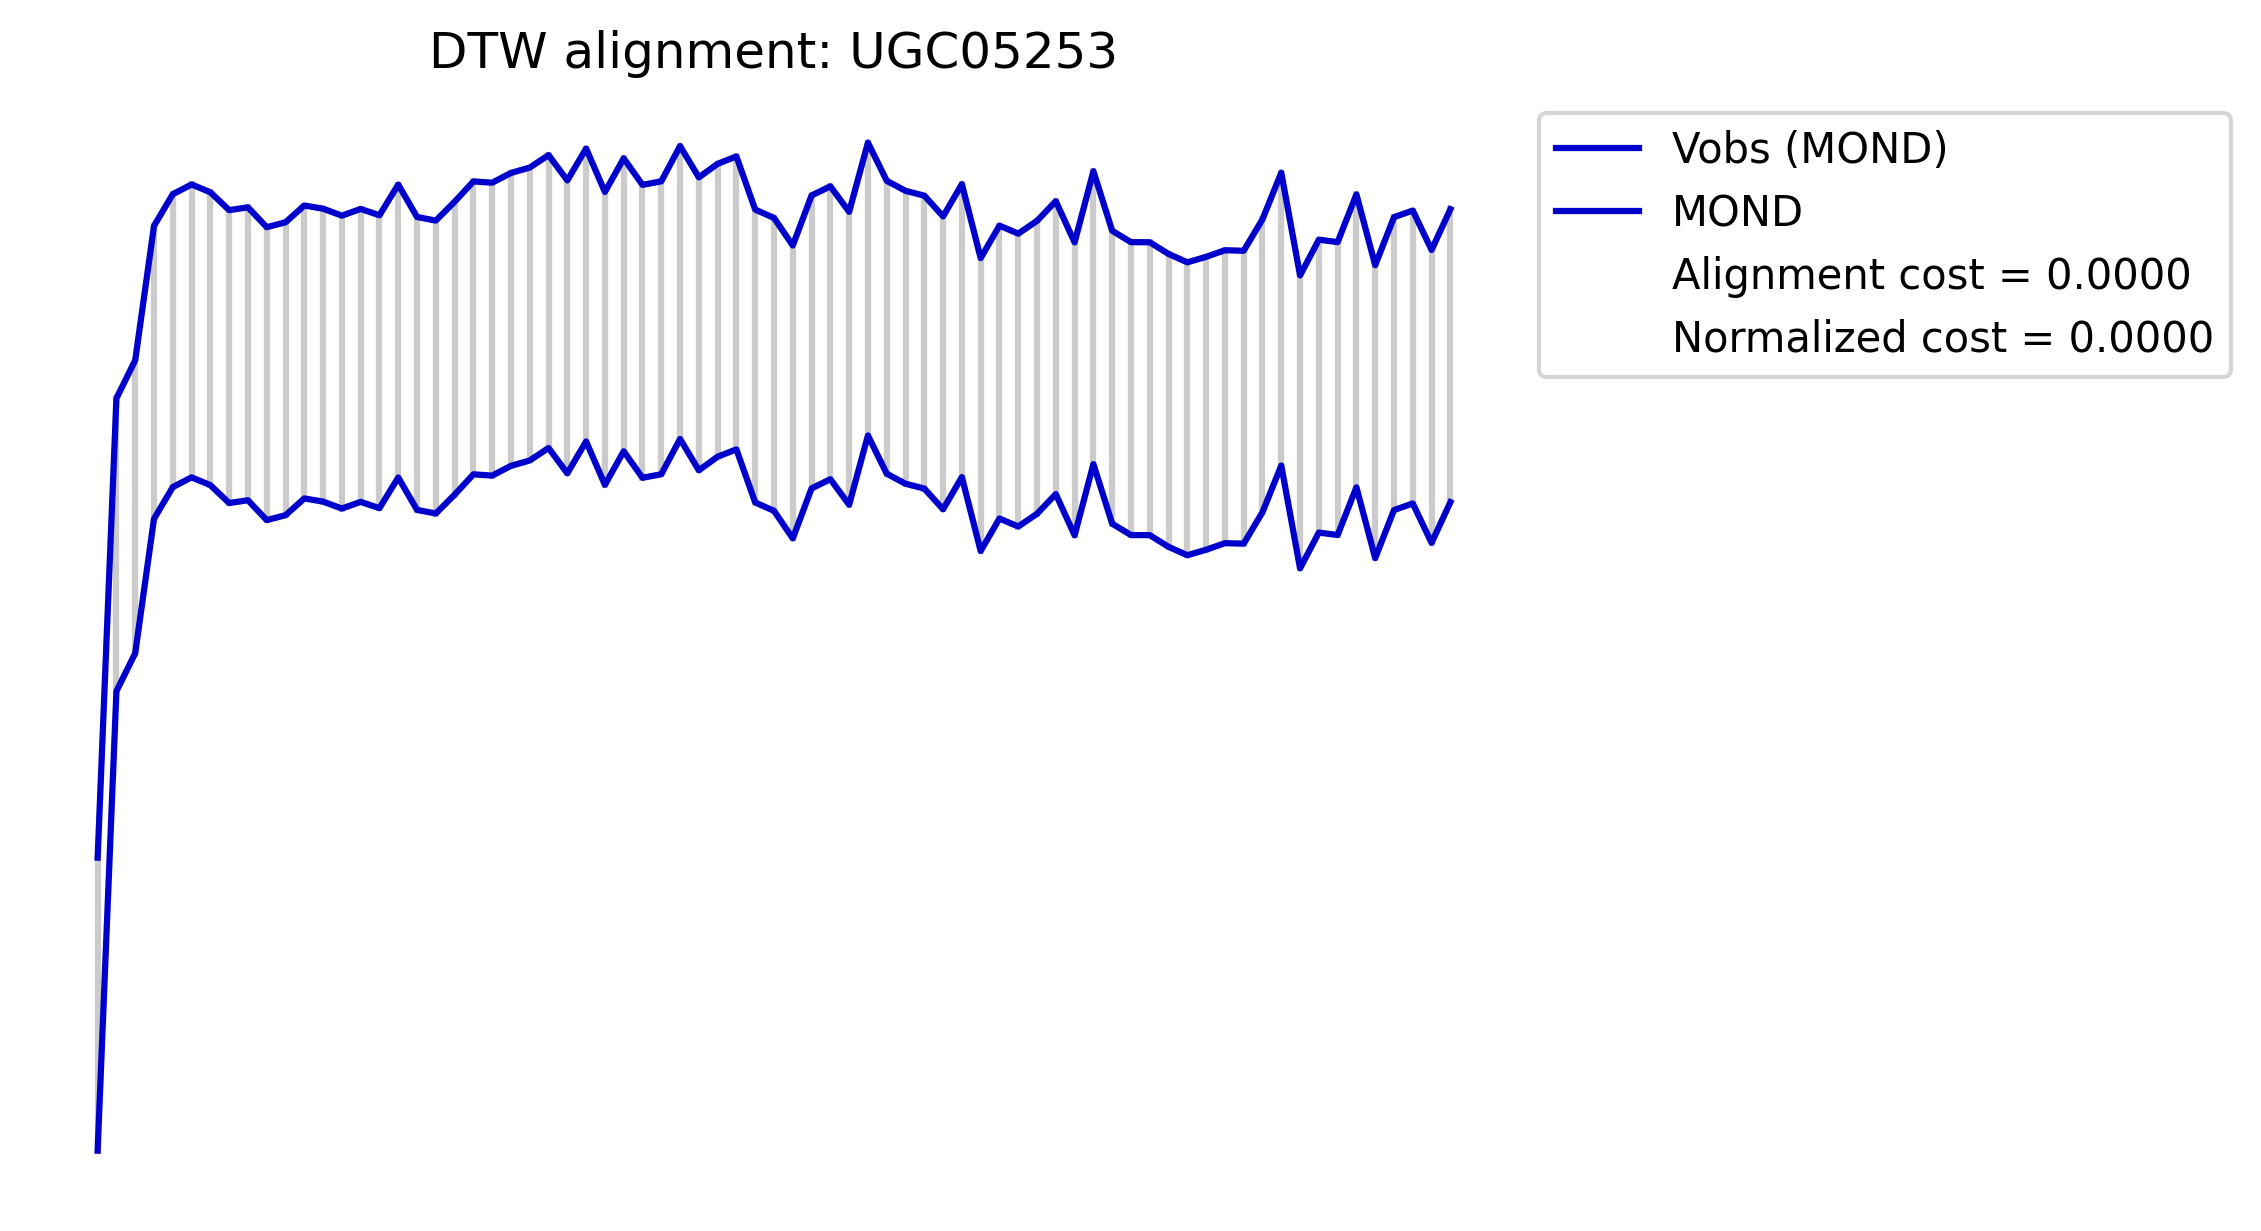 DTW alignment: UGC05253
Vobs (MOND)
MOND
Alignment cost = 0.0000
Normalized cost = 0.0000